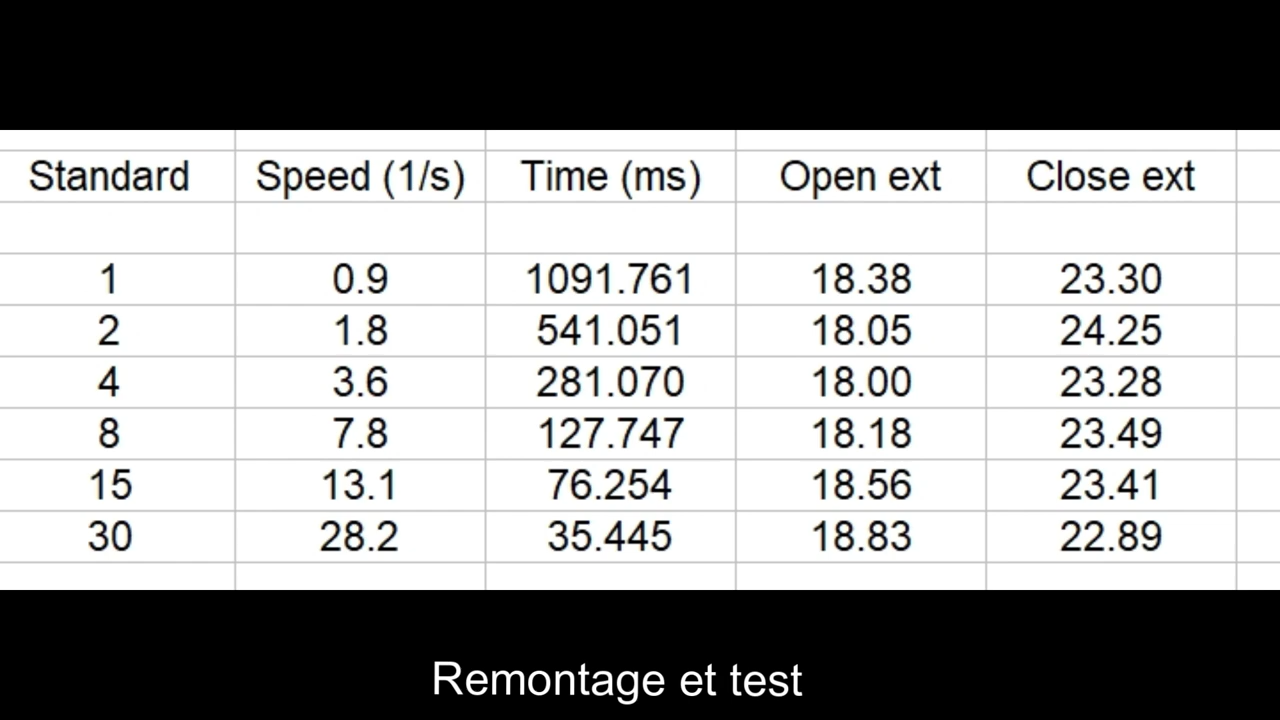 Standard Speed (1/s) Time (ms) Open ext Close ext
1 0.9 1091.761 18.38 23.30
2 1.8 541.051 18.05 24.25
4 3.6 281.070 18.00 23.28
8 7.8 127.747 18.18 23.49
15 13.1 76.254 18.56 23.41
30 28.2 35.445 18.83 22.89
Remontage et test